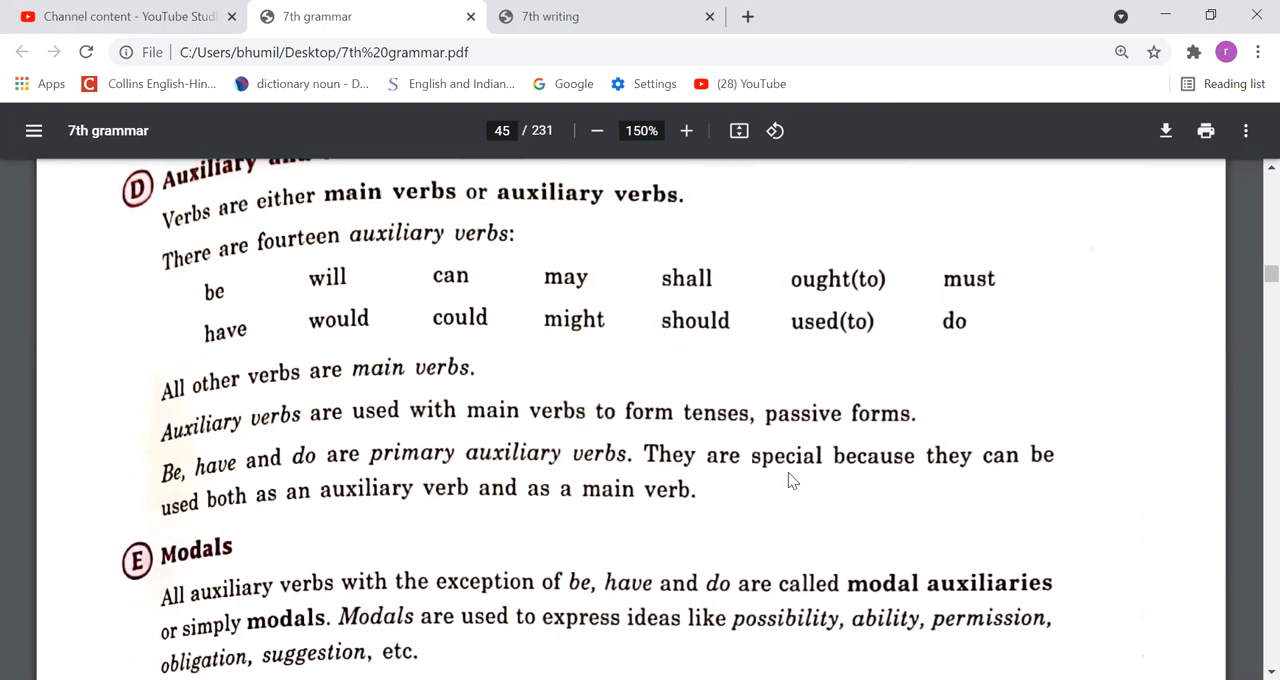 Channel content - YouTube Stud
7th grammar
7th writing
File C:/Users/bhumil/Desktop/7th%20grammar.pdf
Apps Collins English-Hin... dictionary noun - D... English and Indian... Google Settings (28) YouTube Reading list
7th grammar 45 / 231 150%
D Auxiliary and
Verbs are either main verbs or auxiliary verbs.
There are fourteen auxiliary verbs:
be will can may shall ought(to) must
have would could might should used(to) do
All other verbs are main verbs.
Auxiliary verbs are used with main verbs to form tenses, passive forms.
Be, have and do are primary auxiliary verbs. They are special because they can be
used both as an auxiliary verb and as a main verb.
E Modals
All auxiliary verbs with the exception of be, have and do are called modal auxiliaries
or simply modals. Modals are used to express ideas like possibility, ability, permission,
obligation, suggestion, etc.